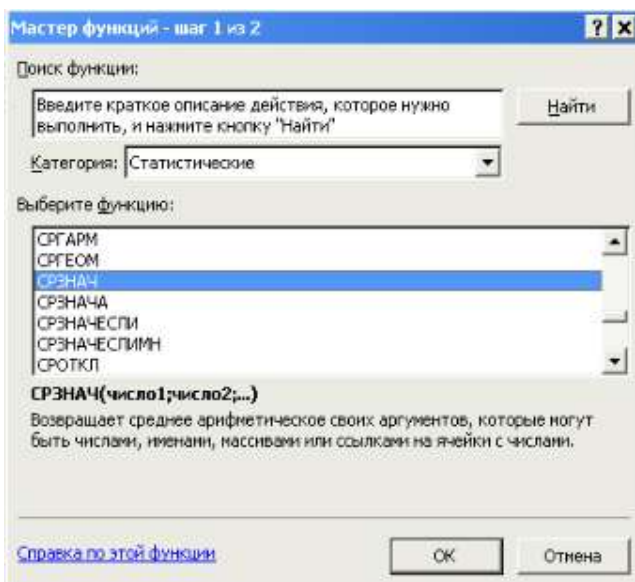 Мастер функций - шаг 1 из 2
Поиск функции:
Введите краткое описание действия, которое нужно
выполнить, и нажмите кнопку "Найти"
Найти
Категория: Статистические
Выберите функцию:
СРГАРМ
СРГЕОМ
СРЗНАЧ
СРЗНАЧА
СРЗНАЧЕСЛИ
СРЗНАЧЕСЛИМН
СРОТКЛ
СРЗНАЧ(число1;число2;...)
Возвращает среднее арифметическое своих аргументов, которые могут
быть числами, именами, массивами или ссылками на ячейки с числами.
Справка по этой функции
ОК
Отмена